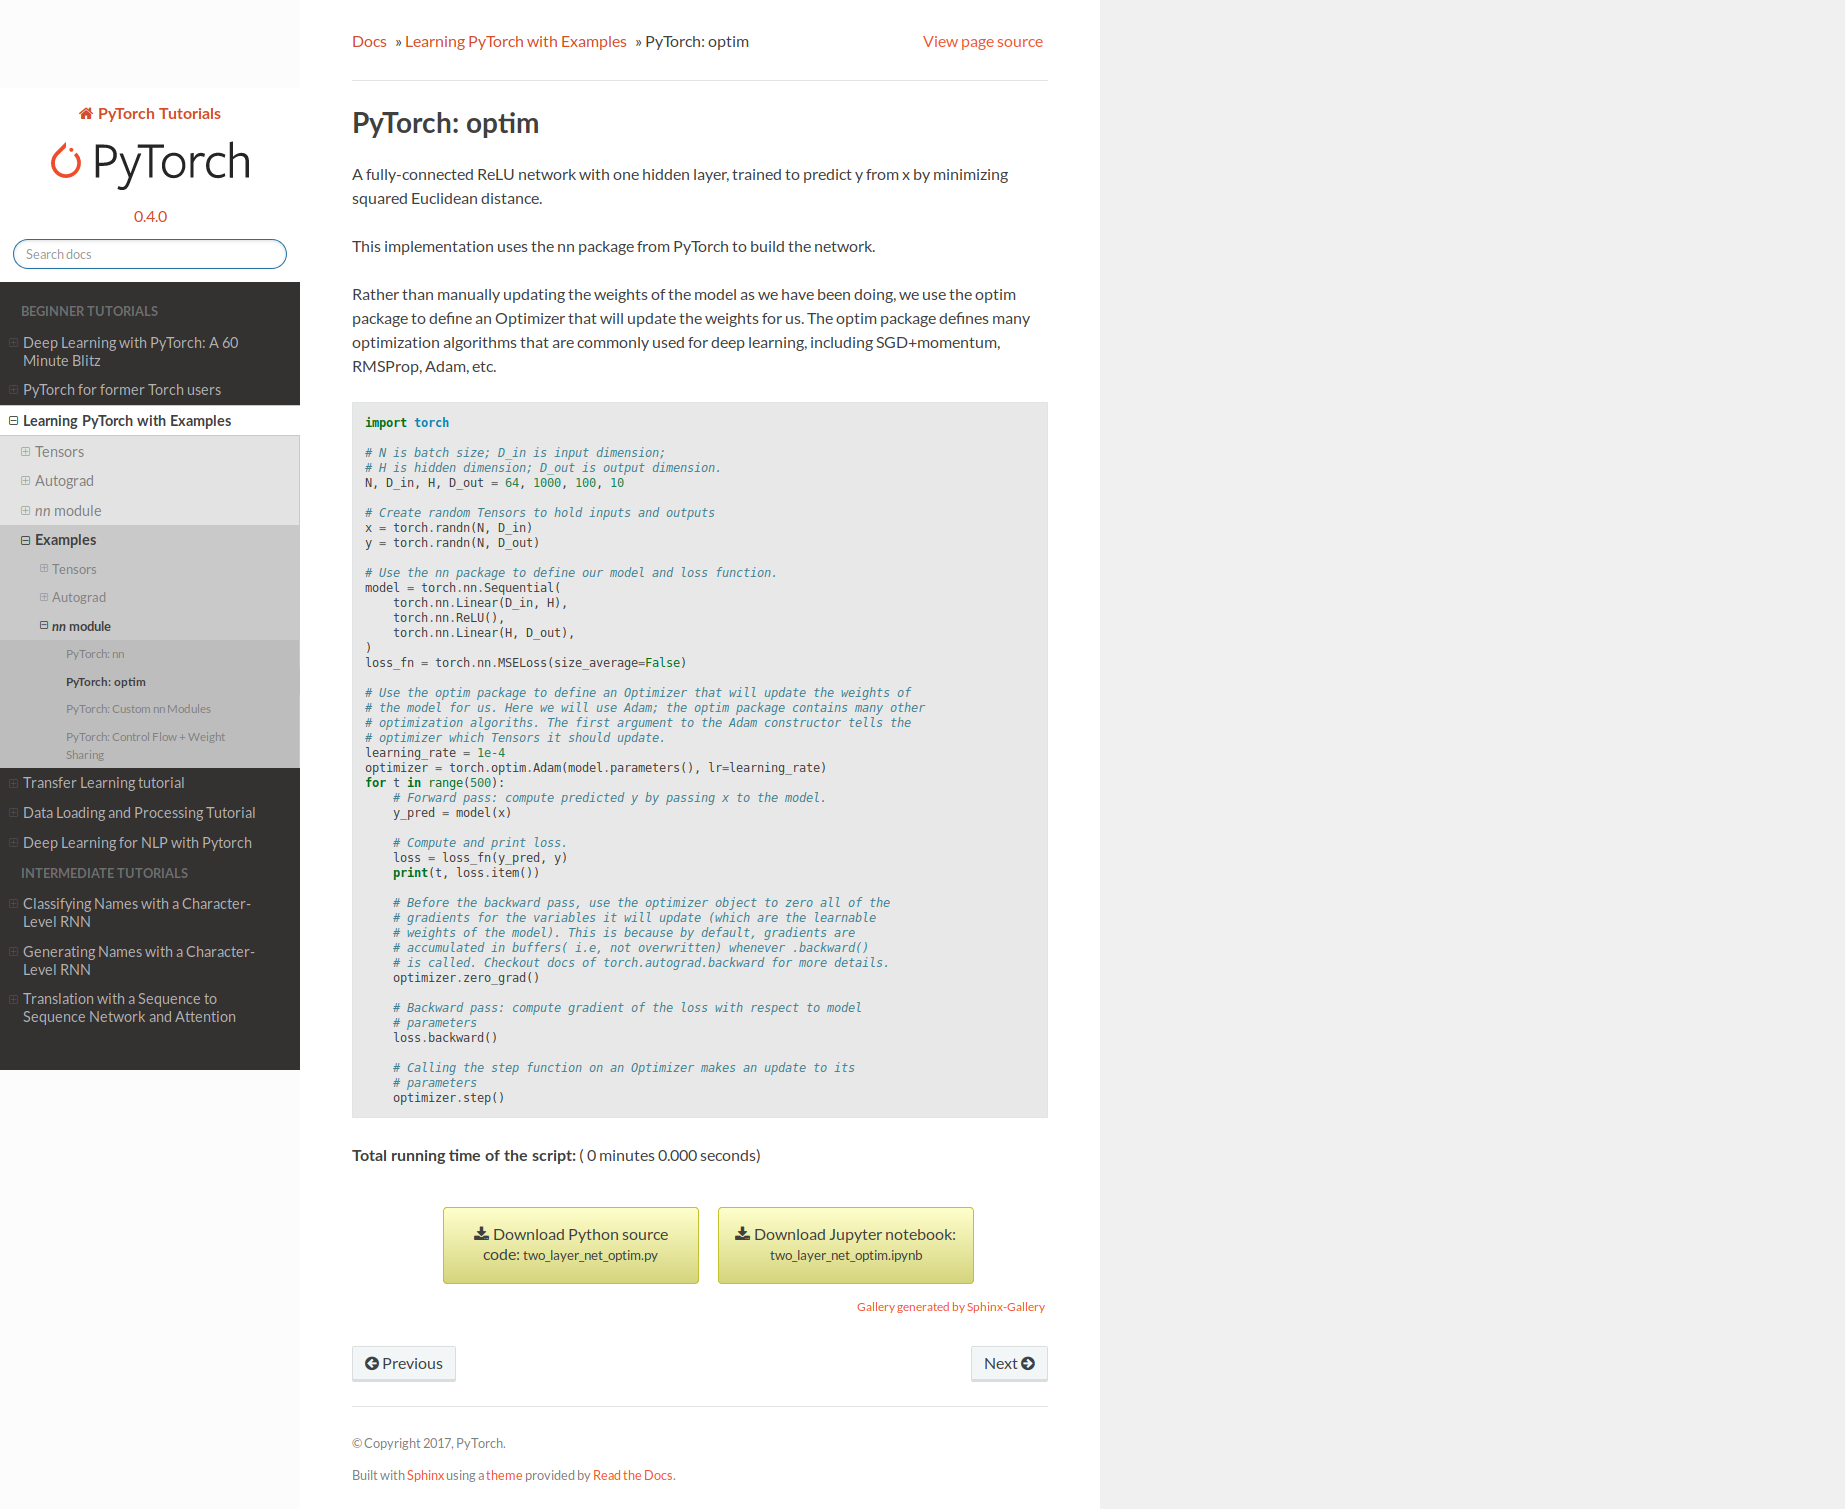 PyTorch Tutorials
PyTorch
0.4.0
Search docs
BEGINNER TUTORIALS
Deep Learning with PyTorch: A 60
Minute Blitz
PyTorch for former Torch users
Learning PyTorch with Examples
Tensors
Autograd
nn module
Examples
Tensors
Autograd
nn module
PyTorch: nn
PyTorch: optim
PyTorch: Custom nn Modules
PyTorch: Control Flow + Weight
Sharing
Transfer Learning tutorial
Data Loading and Processing Tutorial
Deep Learning for NLP with Pytorch
INTERMEDIATE TUTORIALS
Classifying Names with a Character-
Level RNN
Generating Names with a Character-
Level RNN
Translation with a Sequence to
Sequence Network and Attention
Docs » Learning PyTorch with Examples » PyTorch: optim
View page source
PyTorch: optim
A fully-connected ReLU network with one hidden layer, trained to predict y from x by minimizing
squared Euclidean distance.
This implementation uses the nn package from PyTorch to build the network.
Rather than manually updating the weights of the model as we have been doing, we use the optim
package to define an Optimizer that will update the weights for us. The optim package defines many
optimization algorithms that are commonly used for deep learning, including SGD+momentum,
RMSProp, Adam, etc.
import torch
# N is batch size; D_in is input dimension;
# H is hidden dimension; D_out is output dimension.
N, D_in, H, D_out = 64, 1000, 100, 10
# Create random Tensors to hold inputs and outputs
x = torch.randn(N, D_in)
y = torch.randn(N, D_out)
# Use the nn package to define our model and loss function.
model = torch.nn.Sequential(
    torch.nn.Linear(D_in, H),
    torch.nn.ReLU(),
    torch.nn.Linear(H, D_out),
)
loss_fn = torch.nn.MSELoss(size_average=False)
# Use the optim package to define an Optimizer that will update the weights of
# the model for us. Here we will use Adam; the optim package contains many other
# optimization algoriths. The first argument to the Adam constructor tells the
# optimizer which Tensors it should update.
learning_rate = 1e-4
optimizer = torch.optim.Adam(model.parameters(), lr=learning_rate)
for t in range(500):
    # Forward pass: compute predicted y by passing x to the model.
    y_pred = model(x)
    # Compute and print loss.
    loss = loss_fn(y_pred, y)
    print(t, loss.item())
    # Before the backward pass, use the optimizer object to zero all of the
    # gradients for the variables it will update (which are the learnable
    # weights of the model). This is because by default, gradients are
    # accumulated in buffers( i.e, not overwritten) whenever .backward()
    # is called. Checkout docs of torch.autograd.backward for more details.
    optimizer.zero_grad()
    # Backward pass: compute gradient of the loss with respect to model
    # parameters
    loss.backward()
    # Calling the step function on an Optimizer makes an update to its
    # parameters
    optimizer.step()
Total running time of the script: ( 0 minutes 0.000 seconds)
Download Python source
code: two_layer_net_optim.py
Download Jupyter notebook:
two_layer_net_optim.ipynb
Gallery generated by Sphinx-Gallery
Previous
Next
© Copyright 2017, PyTorch.
Built with Sphinx using a theme provided by Read the Docs.